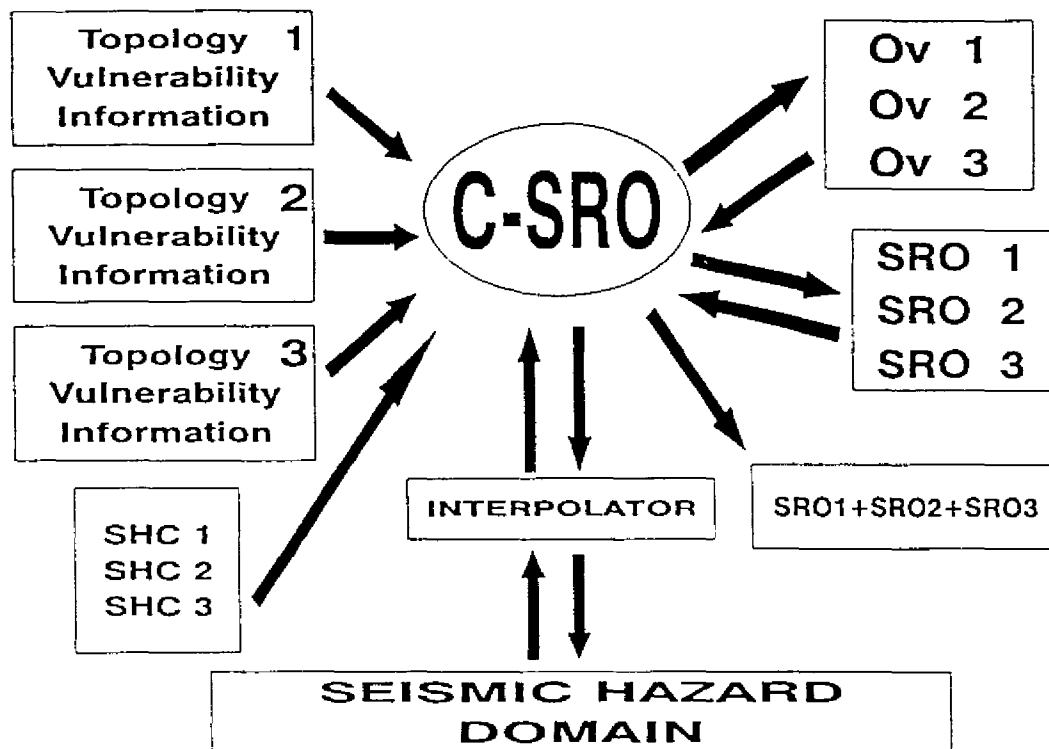 Topology 1
Vulnerability
Information
Topology 2
Vulnerability
Information
Topology 3
Vulnerability
Information
SHC 1
SHC 2
SHC 3
C-SRO
Ov 1
Ov 2
Ov 3
SRO 1
SRO 2
SRO 3
INTERPOLATOR
SRO1+SRO2+SRO3
SEISMIC HAZARD
DOMAIN